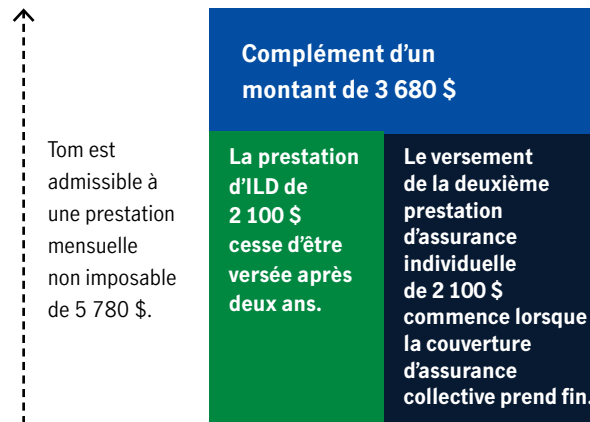 Complément d’un
montant de 3 680 $
Tom est
admissible à
une prestation
mensuelle
non imposable
de 5 780 $.
La prestation
d’ILD de
2 100 $
cesse d’être
versée après
deux ans.
Le versement
de la deuxième
prestation
d’assurance
individuelle
de 2 100 $
commence lorsque
la couverture
d’assurance
collective prend fin.